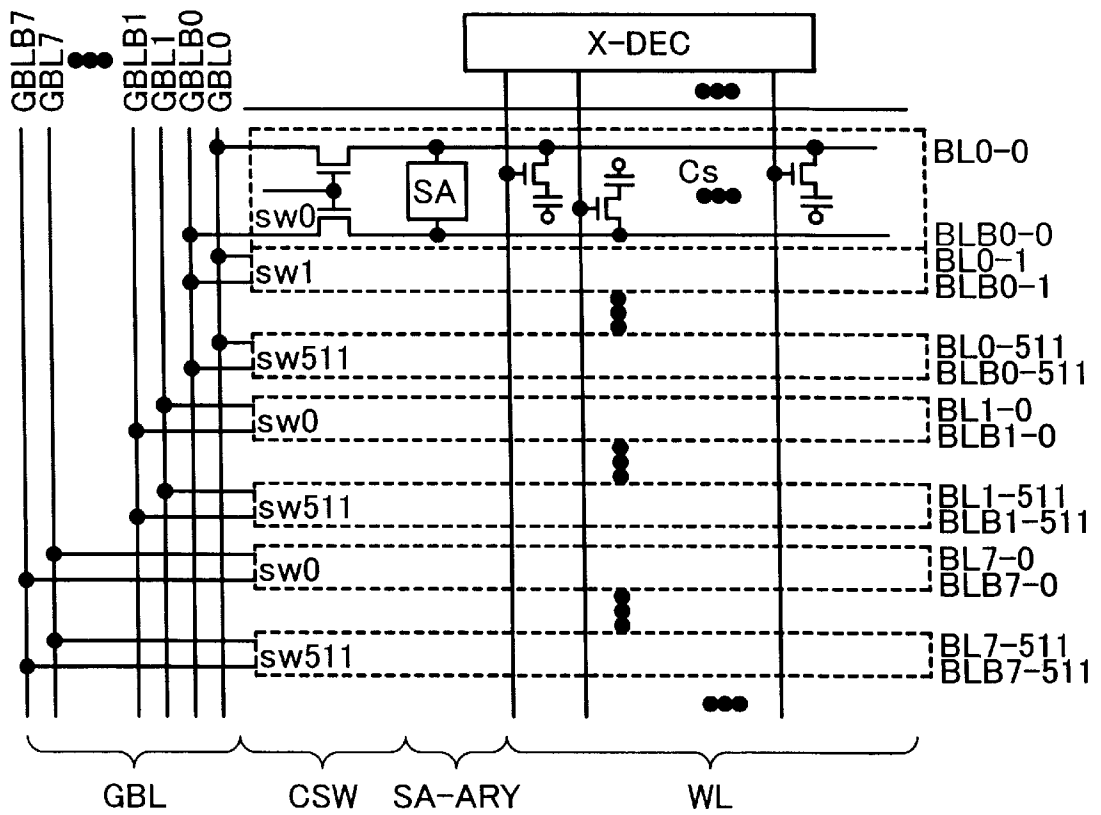 GBLB7
GBL7
GBLB1
GBL1
GBLB0
GBL0
X-DEC
BL0-0
SA
Cs
sw0
BLB0-0
BL0-1
sw1
BLB0-1
BL0-511
sw511
BLB0-511
BL1-0
sw0
BLB1-0
BL1-511
sw511
BLB1-511
BL7-0
sw0
BLB7-0
BL7-511
sw511
BLB7-511
GBL
CSW
SA-ARY
WL